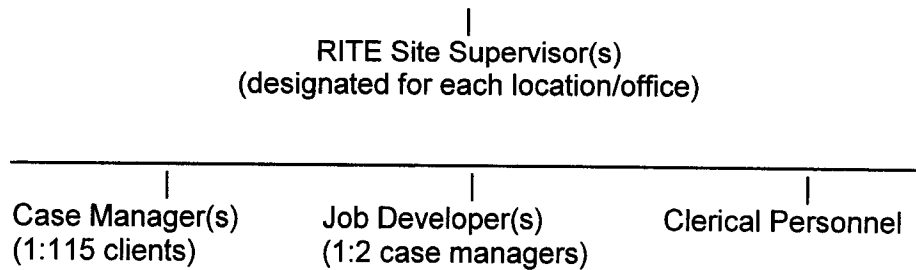 RITE Site Supervisor(s)
(designated for each location/office)
Case Manager(s)
(1:115 clients)
Job Developer(s)
(1:2 case managers)
Clerical Personnel